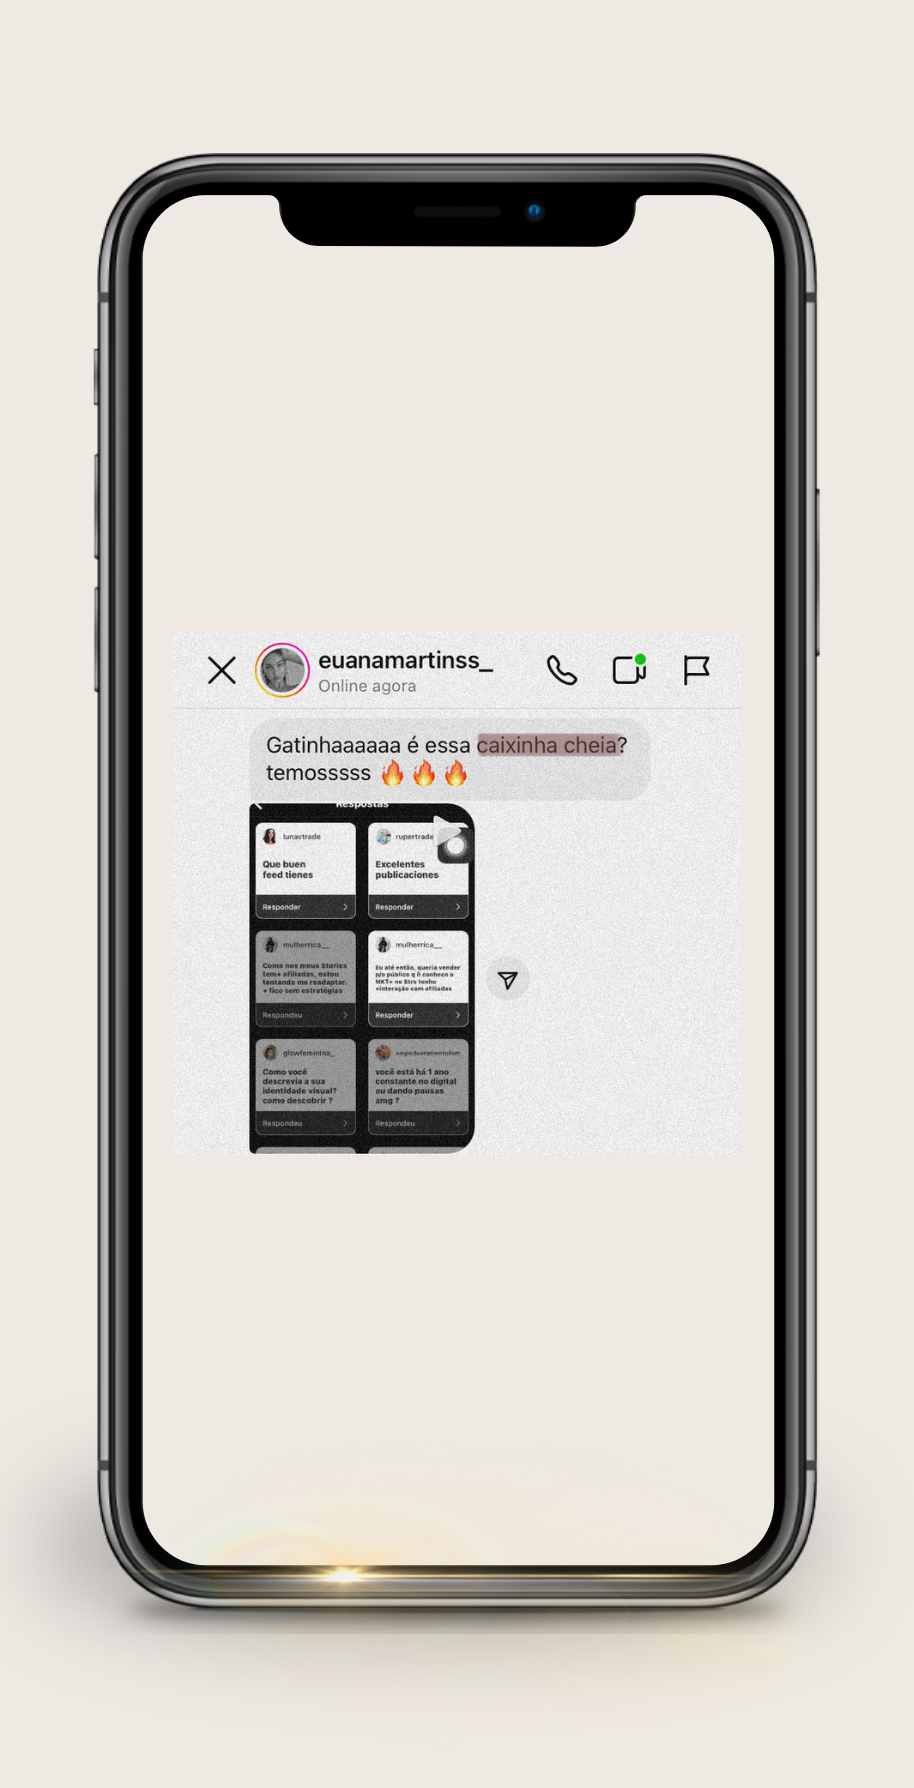 euanamartinss_
Online agora
Gatinhaaaaaa é essa caixinha cheia?
temosssss 🔥🔥🔥
Respostas
lunavtrade
Que buen
feed tienes
Responder
rupertrade
Excelentes
publicaciones
Responder
mulherrica__
Como nos meus Stories
tem+ afiliadas, estou
tentando me readaptar.
+ fico sem estratégias
Respondeu
mulherrica__
Eu até então, queria vender
p/o público q ñ conhece o
MKT+ no Strs tenho
+interação com afiliadas
Responder
glowfeminina_
Como você
descrevia a sua
identidade visual?
como descobrir ?
Respondeu
empoderaramentofem
você está há 1 ano
constante no digital
ou dando pausas
amg ?
Respondeu